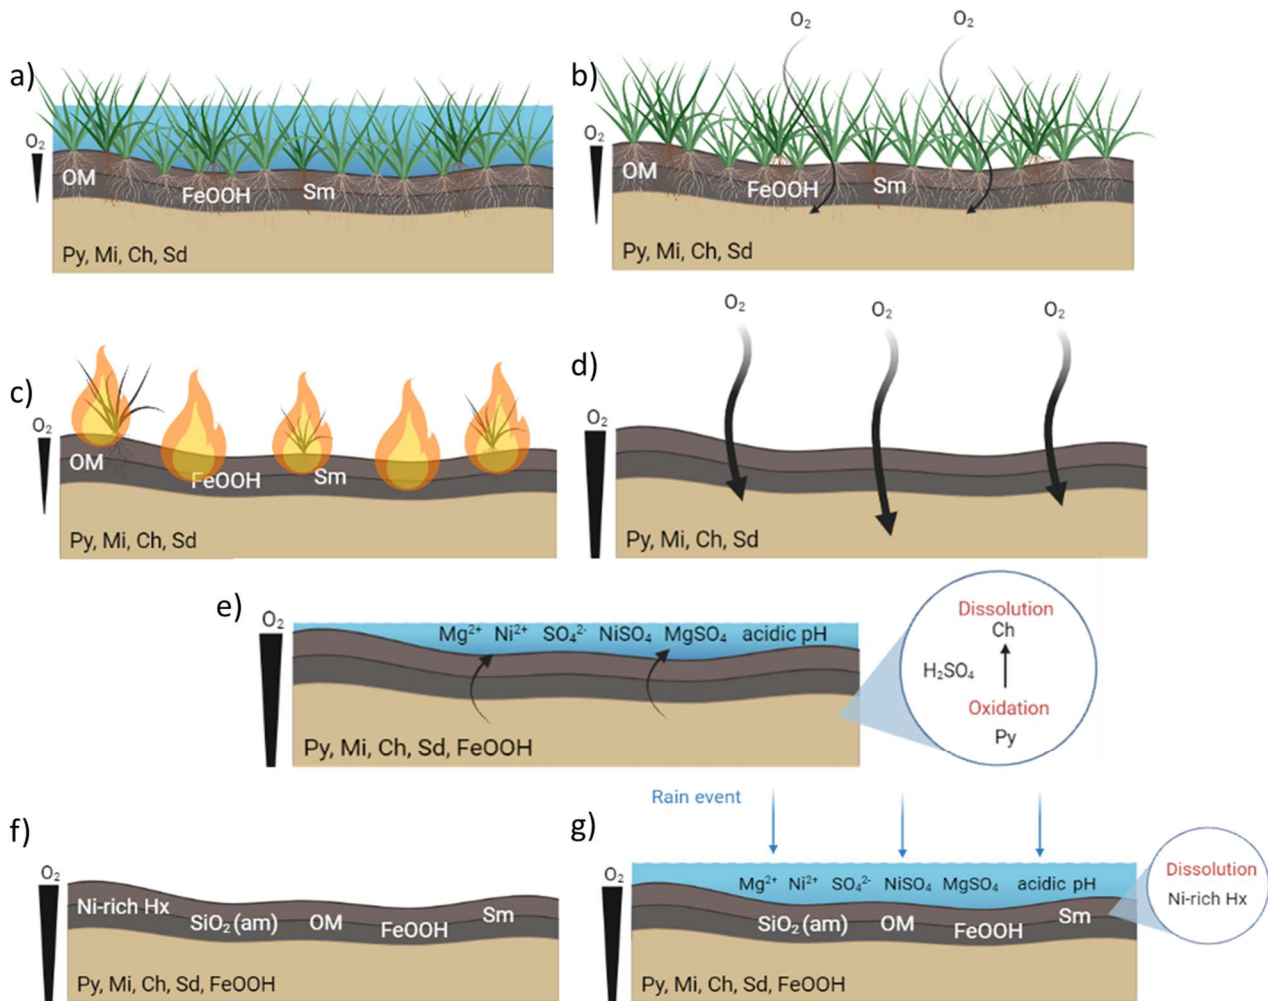 a)
O₂
OM
FeOOH
Sm
Py, Mi, Ch, Sd
b)
O₂
O₂
O₂
OM
FeOOH
Sm
Py, Mi, Ch, Sd
c)
O₂
OM
FeOOH
Sm
Py, Mi, Ch, Sd
d)
O₂
O₂
O₂
O₂
Py, Mi, Ch, Sd
e)
O₂
Mg²⁺ Ni²⁺ SO₄²⁻ NiSO₄ MgSO₄ acidic pH
Py, Mi, Ch, Sd, FeOOH
Dissolution
Ch
H₂SO₄
Oxidation
Py
f)
O₂
Ni-rich Hx
SiO₂ (am)
OM
FeOOH
Sm
Py, Mi, Ch, Sd, FeOOH
Rain event
g)
O₂
Mg²⁺ Ni²⁺ SO₄²⁻ NiSO₄ MgSO₄ acidic pH
SiO₂ (am)
OM
FeOOH
Sm
Py, Mi, Ch, Sd, FeOOH
Dissolution
Ni-rich Hx